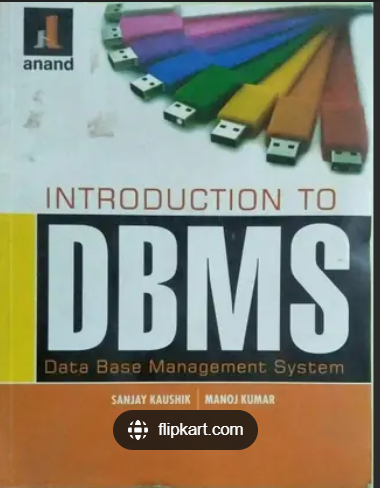 anand
INTRODUCTION TO
DBMS
Data Base Management System
SANJAY KAUSHIK | MANOJ KUMAR
flipkart.com